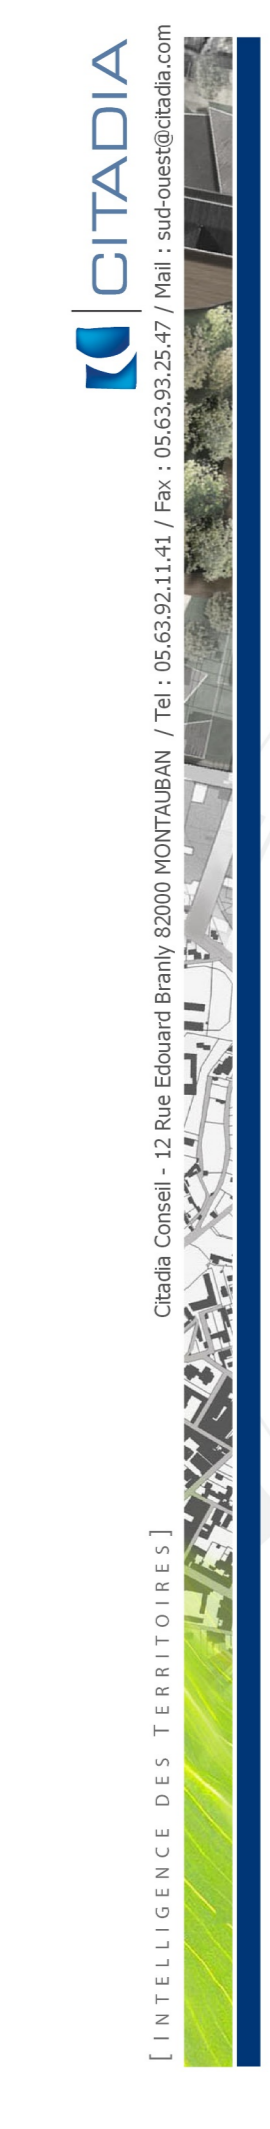 CITADIA
[ INTELLIGENCE DES TERRITOIRES]
Citadia Conseil - 12 Rue Edouard Branly 82000 MONTAUBAN / Tel : 05.63.92.11.41 / Fax : 05.63.93.25.47 / Mail : sud-ouest@citadia.com